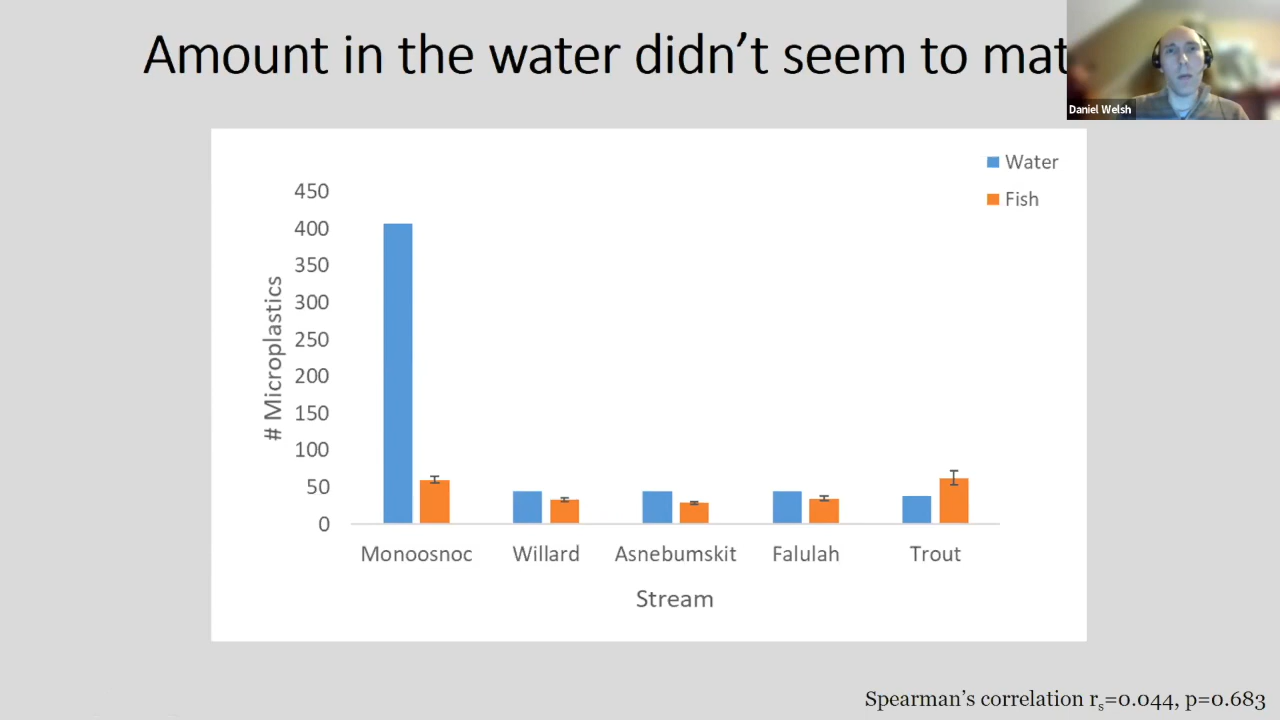 Amount in the water didn't seem to mat
Daniel Welsh
Water
Fish
450
400
350
300
250
200
150
100
50
0
# Microplastics
Monoosnoc Willard Asnebumskit Falulah Trout
Stream
Spearman's correlation rs=0.044, p=0.683